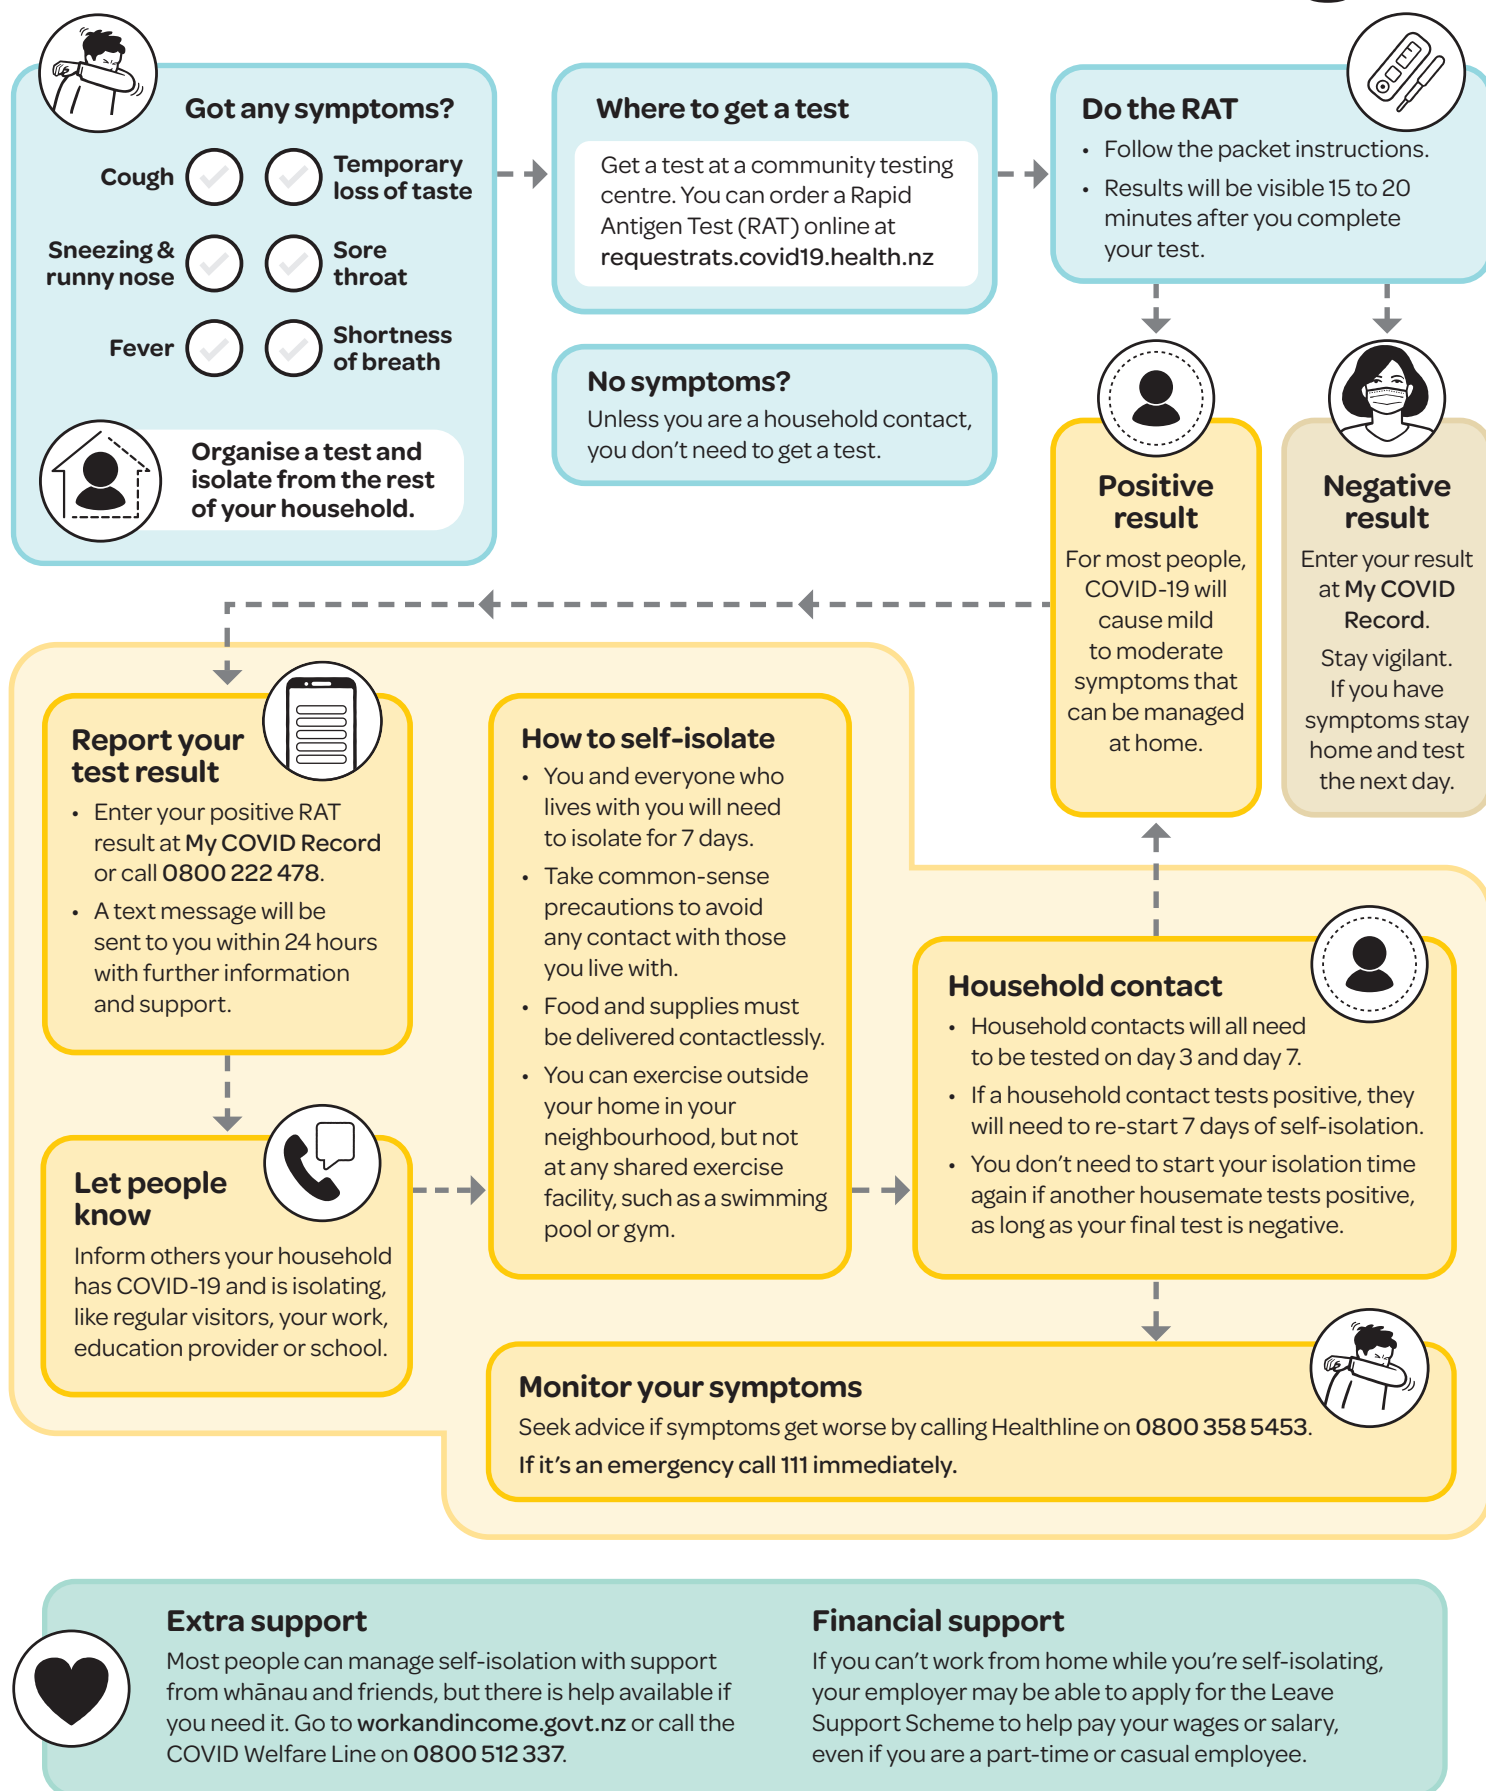 Got any symptoms?
Cough
Temporary
loss of taste
Sneezing &
runny nose
Sore
throat
Fever
Shortness
of breath
Organise a test and
isolate from the rest
of your household.
Where to get a test
Get a test at a community testing
centre. You can order a Rapid
Antigen Test (RAT) online at
requestrats.covid19.health.nz
No symptoms?
Unless you are a household contact,
you don't need to get a test.
Do the RAT
• Follow the packet instructions.
• Results will be visible 15 to 20
minutes after you complete
your test.
Positive
result
For most people,
COVID-19 will
cause mild
to moderate
symptoms that
can be managed
at home.
Negative
result
Enter your result
at My COVID
Record.
Stay vigilant.
If you have
symptoms stay
home and test
the next day.
Report your
test result
• Enter your positive RAT
result at My COVID Record
or call 0800 222 478.
• A text message will be
sent to you within 24 hours
with further information
and support.
Let people
know
Inform others your household
has COVID-19 and is isolating,
like regular visitors, your work,
education provider or school.
How to self-isolate
• You and everyone who
lives with you will need
to isolate for 7 days.
• Take common-sense
precautions to avoid
any contact with those
you live with.
• Food and supplies must
be delivered contactlessly.
• You can exercise outside
your home in your
neighbourhood, but not
at any shared exercise
facility, such as a swimming
pool or gym.
Household contact
• Household contacts will all need
to be tested on day 3 and day 7.
• If a household contact tests positive, they
will need to re-start 7 days of self-isolation.
• You don't need to start your isolation time
again if another housemate tests positive,
as long as your final test is negative.
Monitor your symptoms
Seek advice if symptoms get worse by calling Healthline on 0800 358 5453.
If it's an emergency call 111 immediately.
Extra support
Most people can manage self-isolation with support
from whānau and friends, but there is help available if
you need it. Go to workandincome.govt.nz or call the
COVID Welfare Line on 0800 512 337.
Financial support
If you can't work from home while you're self-isolating,
your employer may be able to apply for the Leave
Support Scheme to help pay your wages or salary,
even if you are a part-time or casual employee.